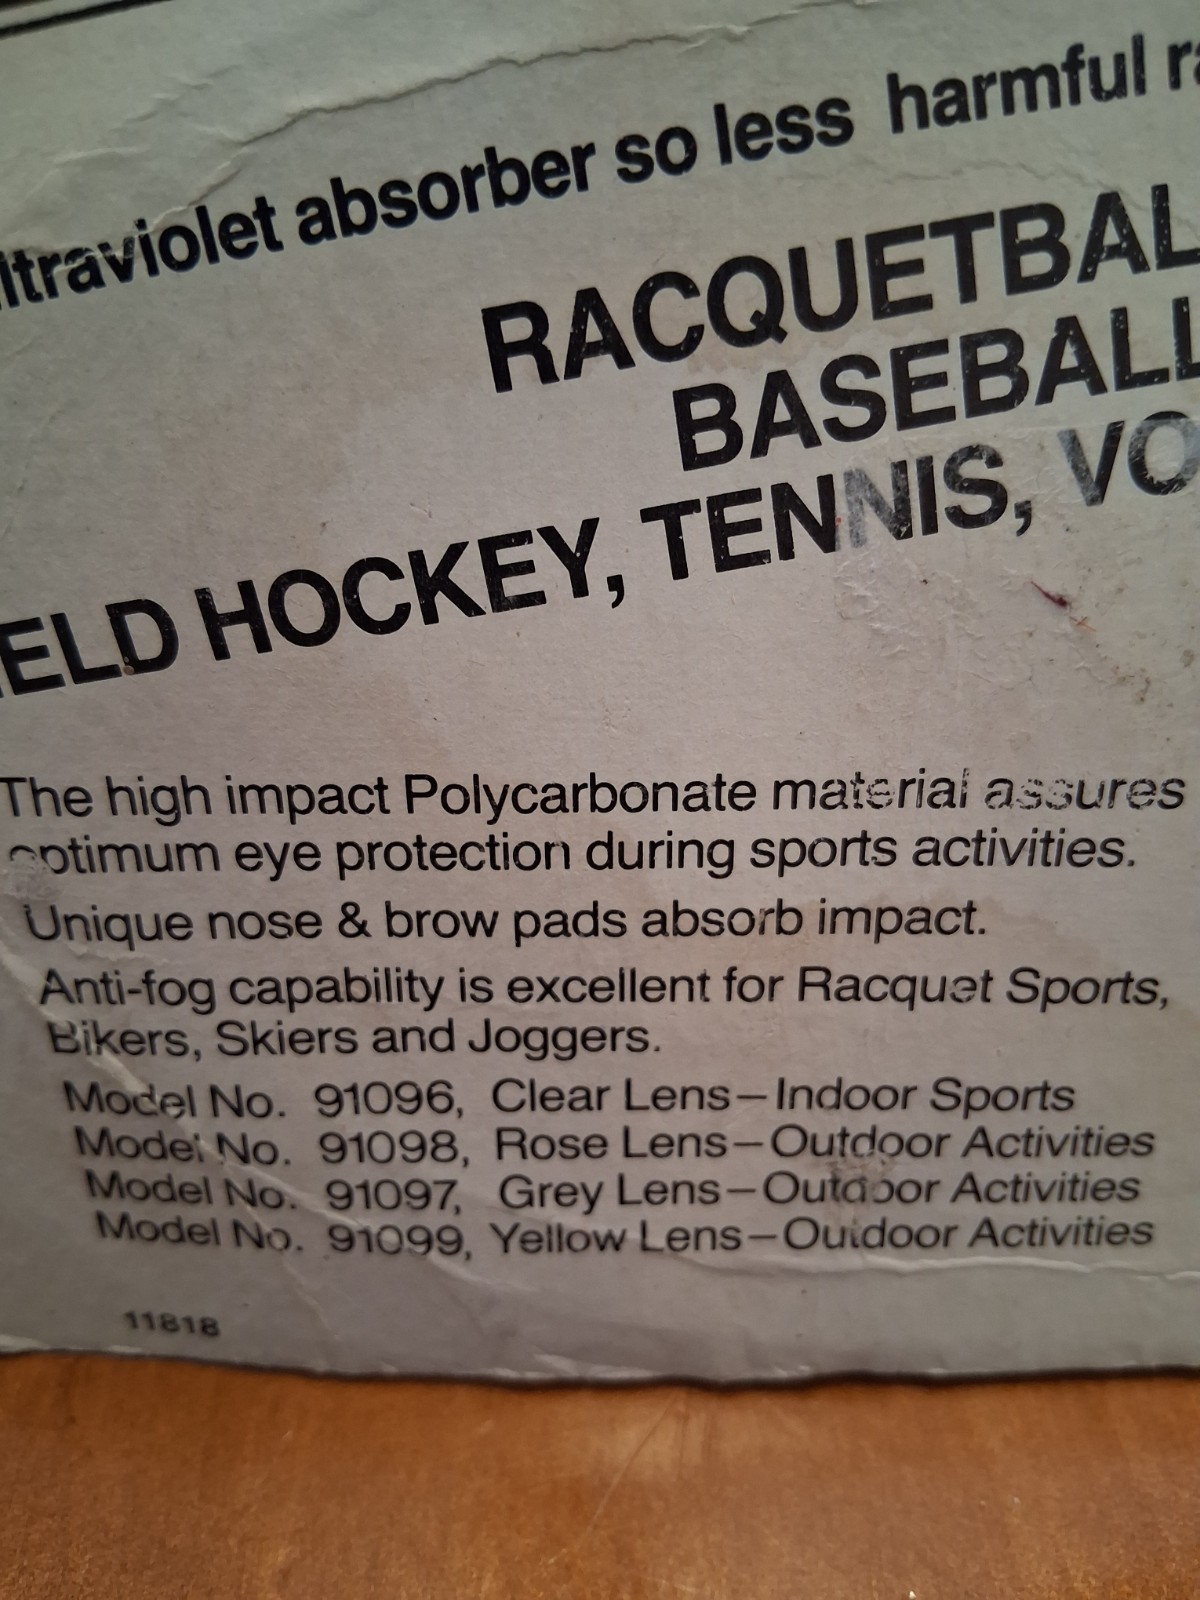 ltraviolet absorber so less harmful ra
RACQUETBAL
BASEBALL
IELD HOCKEY, TENNIS, VO
The high impact Polycarbonate material assures
optimum eye protection during sports activities.
Unique nose & brow pads absorb impact.
Anti-fog capability is excellent for Racquet Sports,
Bikers, Skiers and Joggers.
Model No. 91096, Clear Lens–Indoor Sports
Model No. 91098, Rose Lens–Outdoor Activities
Model No. 91097, Grey Lens–Outdoor Activities
Model No. 91099, Yellow Lens–Outdoor Activities
11818